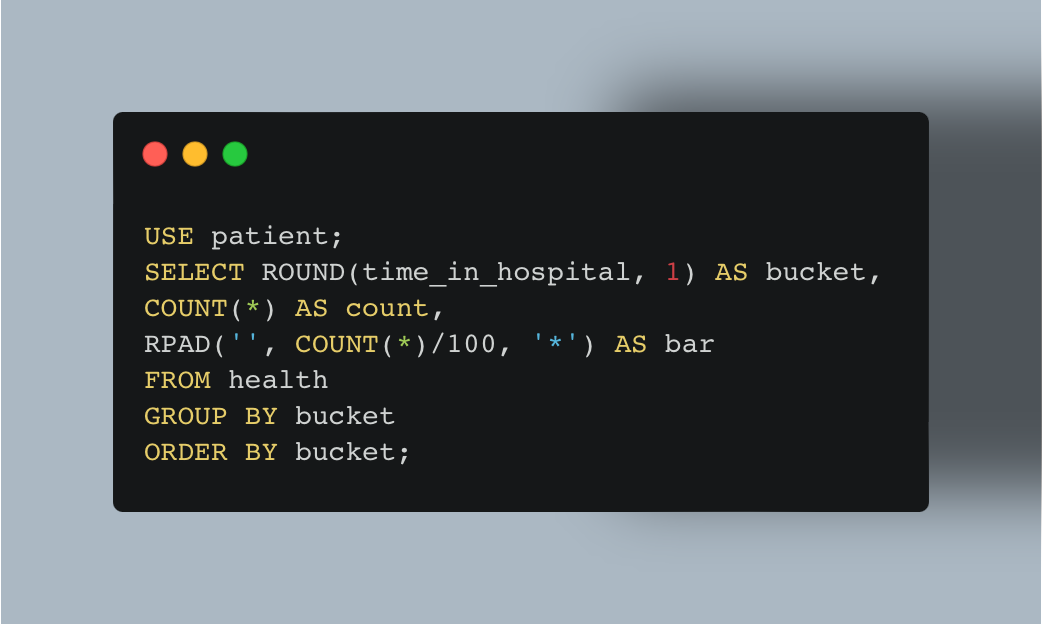 USE patient;
SELECT ROUND(time_in_hospital, 1) AS bucket,
COUNT(*) AS count,
RPAD('', COUNT(*)/100, '*') AS bar
FROM health
GROUP BY bucket
ORDER BY bucket;